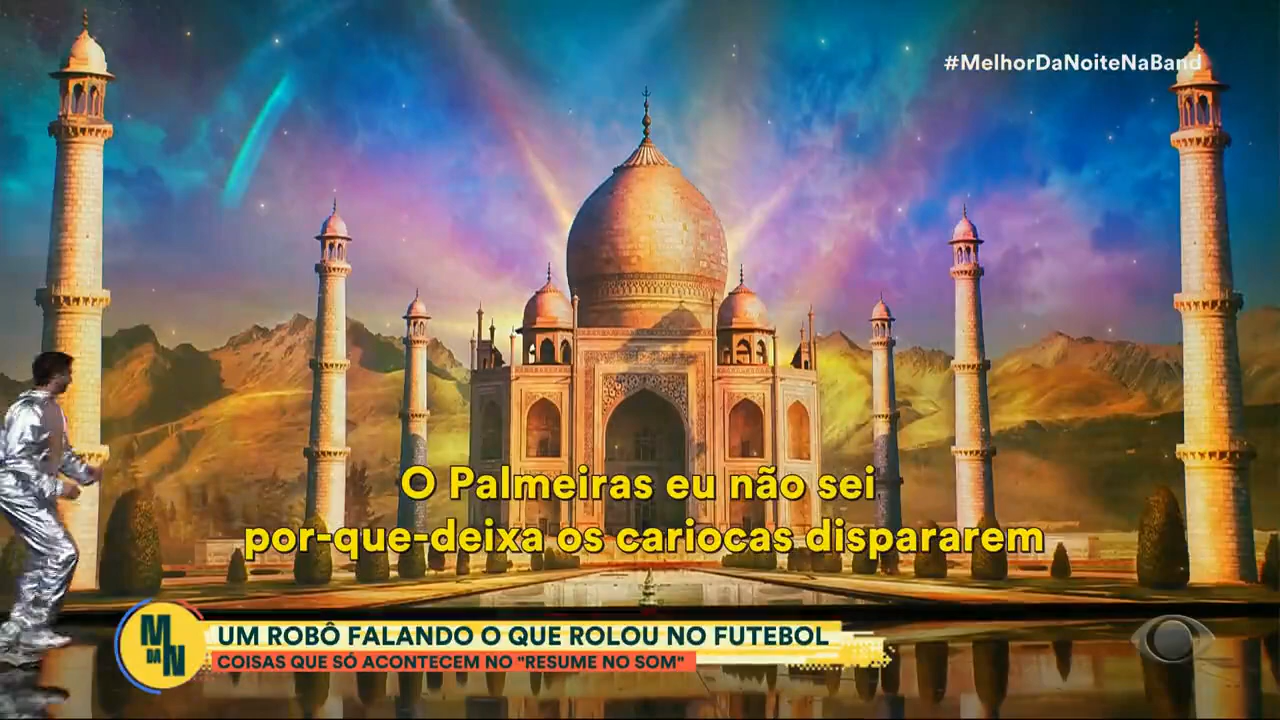 #MelhorDaNoiteNaBand
O Palmeiras eu não sei
por-que-deixa os cariocas dispararem
M
DA
N
UM ROBÔ FALANDO O QUE ROLOU NO FUTEBOL
COISAS QUE SÓ ACONTECEM NO "RESUME NO SOM"